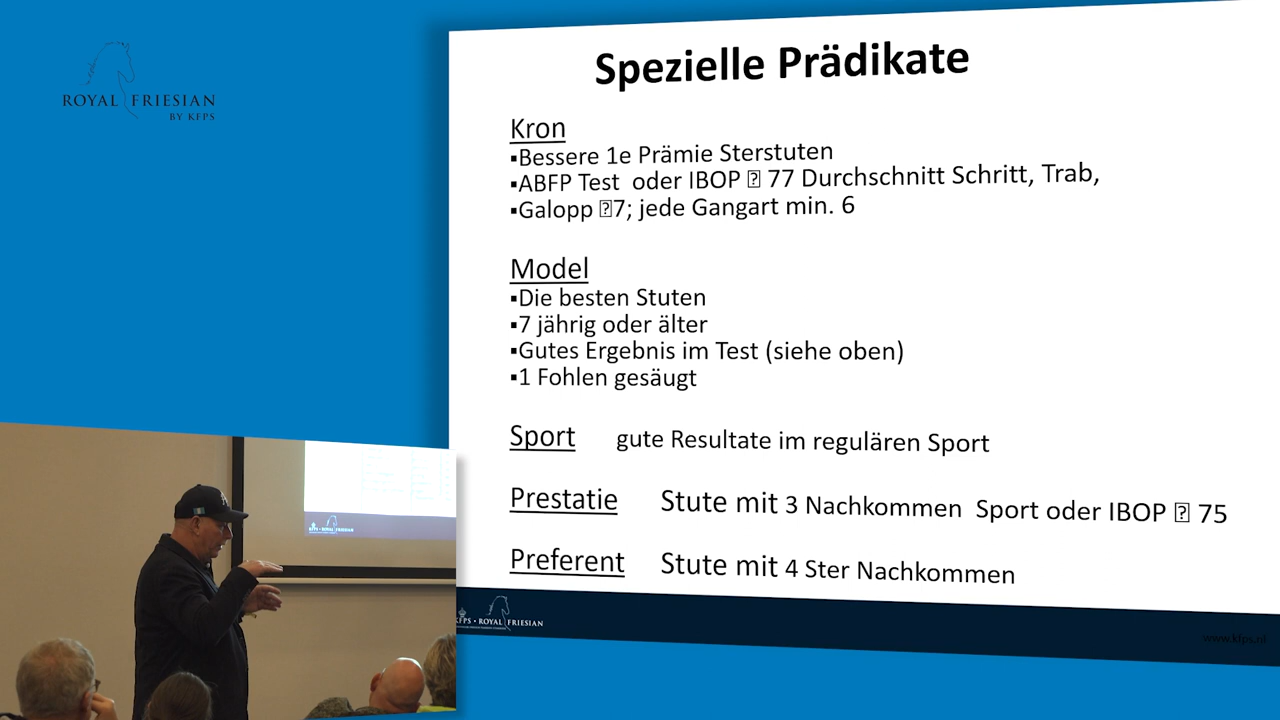 ROYAL FRIESIAN
BY KFPS
Spezielle Prädikate
Kron
▪Bessere 1e Prämie Sterstuten
▪ABFP Test oder IBOP 〿 77 Durchschnitt Schritt, Trab,
▪Galopp 〿7; jede Gangart min. 6
Model
▪Die besten Stuten
▪7 jährig oder älter
▪Gutes Ergebnis im Test (siehe oben)
▪1 Fohlen gesäugt
Sport gute Resultate im regulären Sport
Prestatie Stute mit 3 Nachkommen Sport oder IBOP 〿 75
Preferent Stute mit 4 Ster Nachkommen
KFPS • ROYAL FRIESIAN
www.kfps.nl
KFPS • ROYAL FRIESIAN